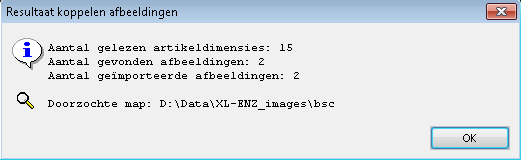 Resultaat koppelen afbeeldingen
Aantal gelezen artikeldimensies: 15
Aantal gevonden afbeeldingen: 2
Aantal geïmporteerde afbeeldingen: 2
Doorzochte map: D:\Data\XL-ENZ_images\bsc
OK